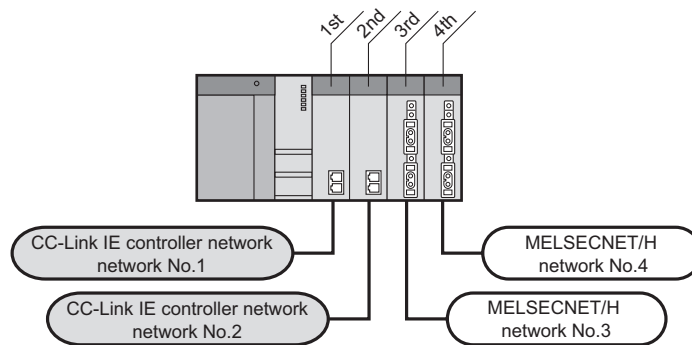 1st
2nd
3rd
4th
CC-Link IE controller network
network No.1
MELSECNET/H
network No.4
CC-Link IE controller network
network No.2
MELSECNET/H
network No.3